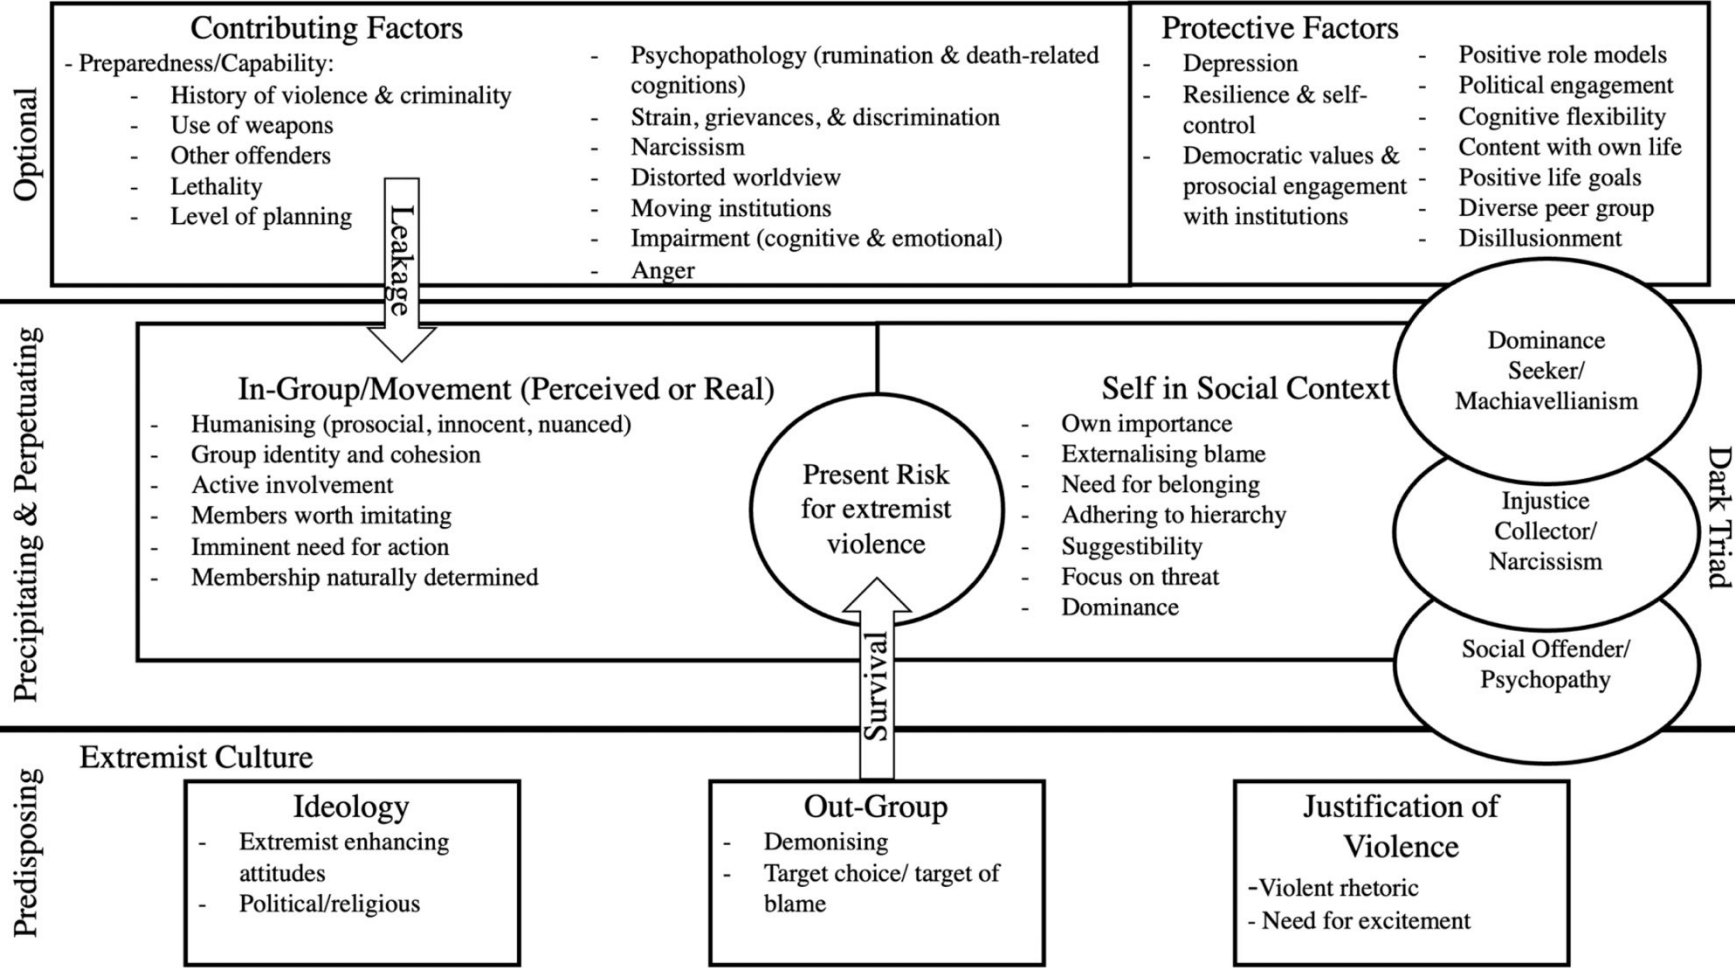 Optional
Contributing Factors
- Preparedness/Capability:
- History of violence & criminality
- Use of weapons
- Other offenders
- Lethality
- Level of planning
- Psychopathology (rumination & death-related
cognitions)
- Strain, grievances, & discrimination
- Narcissism
- Distorted worldview
- Moving institutions
- Impairment (cognitive & emotional)
- Anger
Protective Factors
- Depression
- Resilience & self-
control
- Democratic values &
prosocial engagement
with institutions
- Positive role models
- Political engagement
- Cognitive flexibility
- Content with own life
- Positive life goals
- Diverse peer group
- Disillusionment
Leakage
Precipitating & Perpetuating
In-Group/Movement (Perceived or Real)
- Humanising (prosocial, innocent, nuanced)
- Group identity and cohesion
- Active involvement
- Members worth imitating
- Imminent need for action
- Membership naturally determined
Present Risk
for extremist
violence
Self in Social Context
- Own importance
- Externalising blame
- Need for belonging
- Adhering to hierarchy
- Suggestibility
- Focus on threat
- Dominance
Dominance
Seeker/
Machiavellianism
Injustice
Collector/
Narcissism
Social Offender/
Psychopathy
Dark Triad
Survival
Predisposing
Extremist Culture
Ideology
- Extremist enhancing
attitudes
- Political/religious
Out-Group
- Demonising
- Target choice/ target of
blame
Justification of
Violence
-Violent rhetoric
- Need for excitement